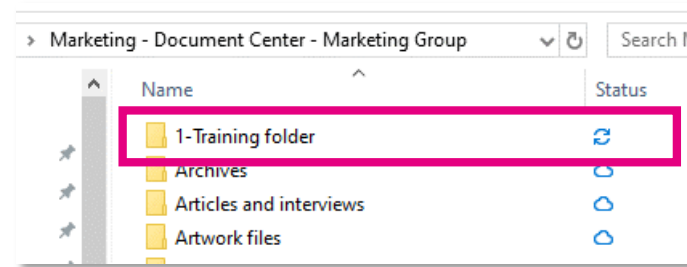 Marketing - Document Center - Marketing Group
Search
Name Status
1-Training folder
Archives
Articles and interviews
Artwork files